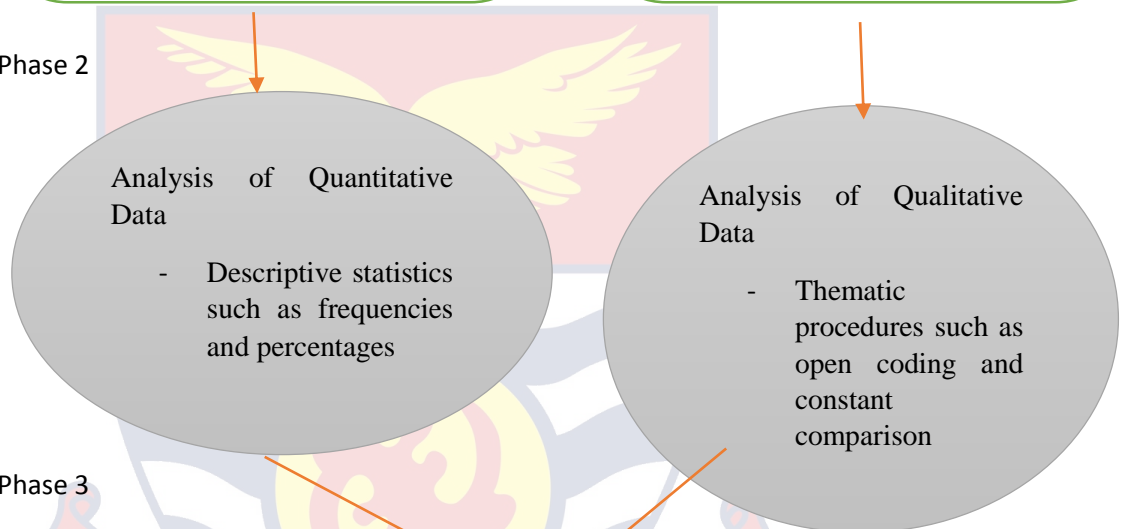 Phase 2
Analysis of Quantitative
Data
- Descriptive statistics
such as frequencies
and percentages
Analysis of Qualitative
Data
- Thematic
procedures such as
open coding and
constant
comparison
Phase 3